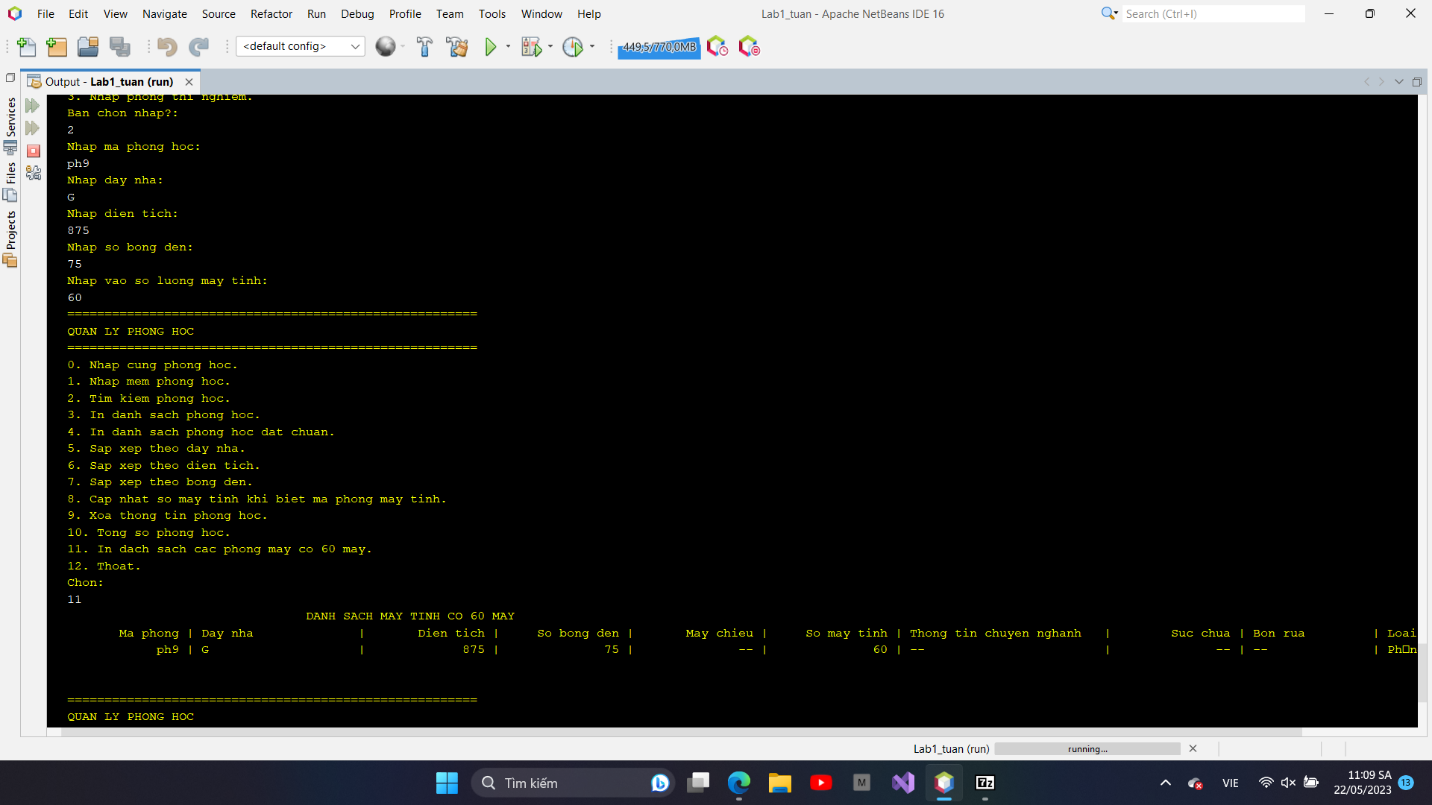 File Edit View Navigate Source Refactor Run Debug Profile Team Tools Window Help
Lab1_tuan - Apache NetBeans IDE 16
Search (Ctrl+I)
<default config>
449,5/770,0MB
Output - Lab1_tuan (run)
Services
Files
Projects
3. Nhap phong thi nghiem.
Ban chon nhap?:
2
Nhap ma phong hoc:
ph9
Nhap day nha:
G
Nhap dien tich:
875
Nhap so bong den:
75
Nhap vao so luong may tinh:
60
=======================================================
QUAN LY PHONG HOC
=======================================================
0. Nhap cung phong hoc.
1. Nhap mem phong hoc.
2. Tim kiem phong hoc.
3. In danh sach phong hoc.
4. In danh sach phong hoc dat chuan.
5. Sap xep theo day nha.
6. Sap xep theo dien tich.
7. Sap xep theo bong den.
8. Cap nhat so may tinh khi biet ma phong may tinh.
9. Xoa thong tin phong hoc.
10. Tong so phong hoc.
11. In dach sach cac phong may co 60 may.
12. Thoat.
Chon:
11
DANH SACH MAY TINH CO 60 MAY
Ma phong | Day nha | Dien tich | So bong den | May chieu | So may tinh | Thong tin chuyen nghanh | Suc chua | Bon rua | Loai
ph9 | G | 875 | 75 | -- | 60 | -- | -- | -- | Ph□n
=======================================================
QUAN LY PHONG HOC
Lab1_tuan (run)
running...
Tìm kiếm
M
7z
VIE
11:09 SA
22/05/2023
13